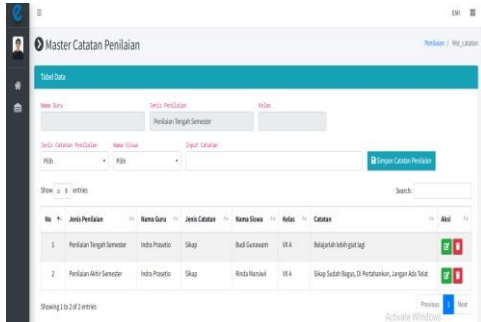 EMI
Master Catatan Penilaian
Penilaian / Mst_catatan
Tabel Data
Nama Guru Jenis Penilaian Kelas
Penilaian Tengah Semester
Jenis Catatan Penilaian Nama Siswa Input Catatan
Pilih Pilih Simpan Catatan Penilaian
Show 10 entries Search:
No Jenis Penilaian Nama Guru Jenis Catatan Nama Siswa Kelas Catatan Aksi
1 Penilaian Tengah Semester Indra Prasetio Sikap Budi Gunawam VII A Belajarlah lebih giat lagi
2 Penilaian Akhir Semester Indra Prasetio Sikap Rinda Marsiwi VII A Sikap Sudah Bagus, Di Pertahankan, Jangan Ada Telat
Showing 1 to 2 of 2 entries Previous 1 Next
Activate Windows